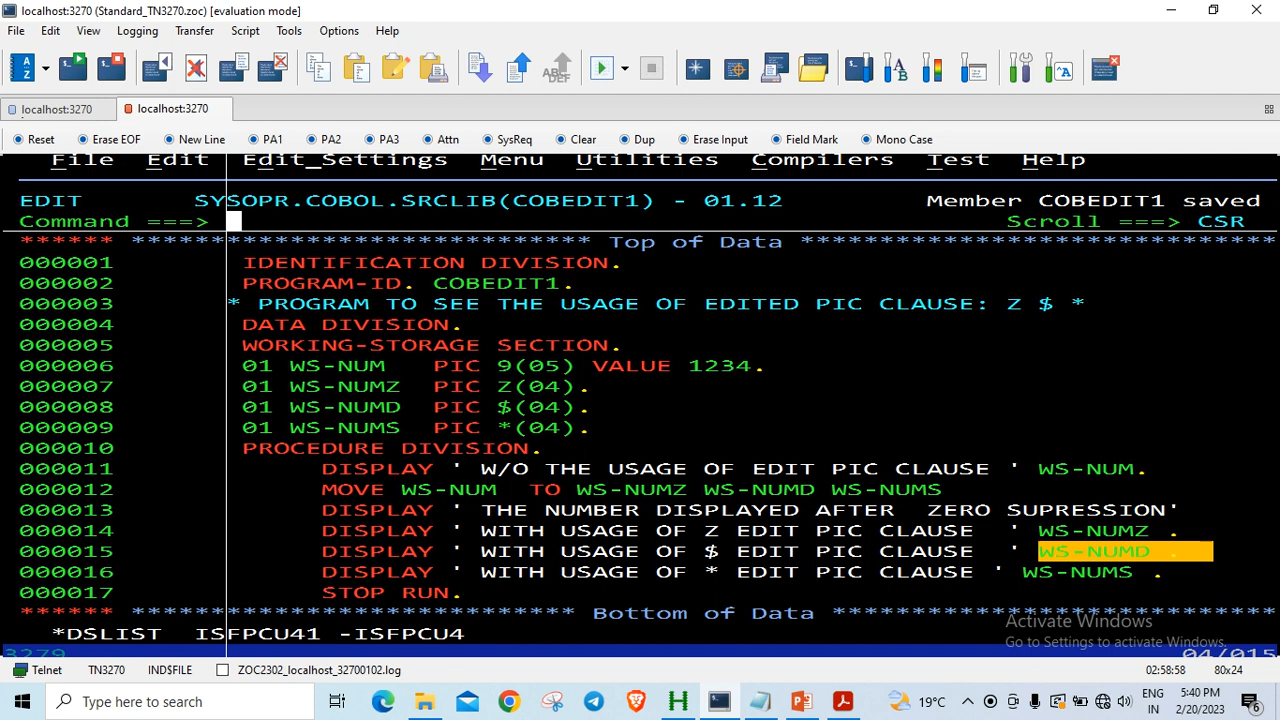 localhost:3270 (Standard_TN3270.zoc) [evaluation mode]
File Edit View Logging Transfer Script Tools Options Help
localhost:3270 localhost:3270
Reset Erase EOF New Line PA1 PA2 PA3 Attn SysReq Clear Dup Erase Input Field Mark Mono Case
File Edit Edit_Settings Menu Utilities Compilers Test Help
EDIT SYSOPR.COBOL.SRCLIB(COBEDIT1) - 01.12 Member COBEDIT1 saved
Command ===> Scroll ===> CSR
****** ***************************** Top of Data ****************************
000001 IDENTIFICATION DIVISION.
000002 PROGRAM-ID. COBEDIT1.
000003 * PROGRAM TO SEE THE USAGE OF EDITED PIC CLAUSE: Z $ *
000004 DATA DIVISION.
000005 WORKING-STORAGE SECTION.
000006 01 WS-NUM PIC 9(05) VALUE 1234.
000007 01 WS-NUMZ PIC Z(04).
000008 01 WS-NUMD PIC $(04).
000009 01 WS-NUMS PIC *(04).
000010 PROCEDURE DIVISION.
000011 DISPLAY ' W/O THE USAGE OF EDIT PIC CLAUSE ' WS-NUM.
000012 MOVE WS-NUM TO WS-NUMZ WS-NUMD WS-NUMS
000013 DISPLAY ' THE NUMBER DISPLAYED AFTER ZERO SUPRESSION'
000014 DISPLAY ' WITH USAGE OF Z EDIT PIC CLAUSE ' WS-NUMZ .
000015 DISPLAY ' WITH USAGE OF $ EDIT PIC CLAUSE ' WS-NUMD .
000016 DISPLAY ' WITH USAGE OF * EDIT PIC CLAUSE ' WS-NUMS .
000017 STOP RUN.
****** **************************** Bottom of Data **************************
*DSLIST ISFPCU41 -ISFPCU4
Activate Windows
Go to Settings to activate Windows.
3279 04/015
Telnet TN3270 IND$FILE ZOC2302_localhost_32700102.log 02:58:58 80x24
Type here to search 19°C ENG IN 5:40 PM 2/20/2023 6